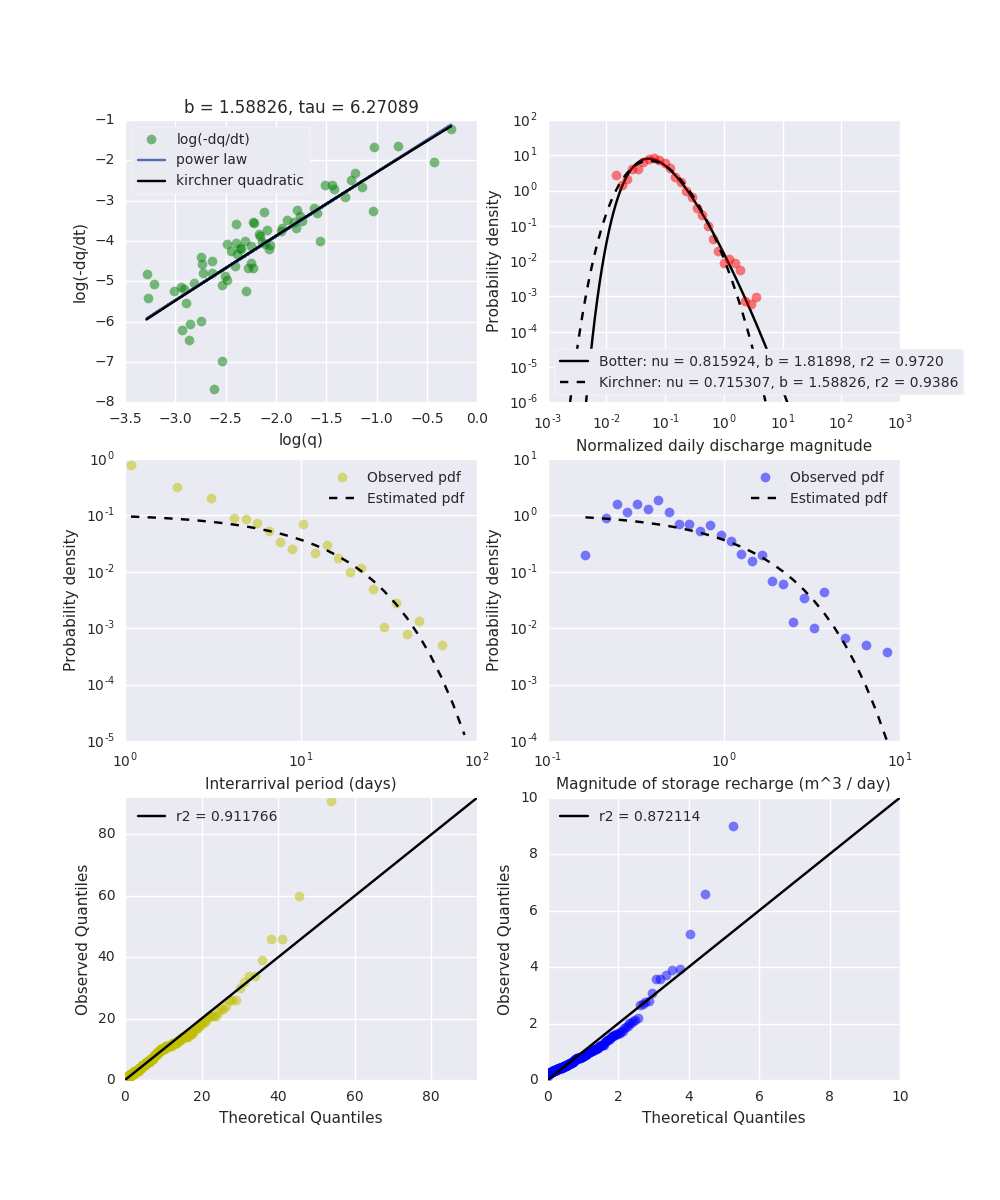 b = 1.58826, tau = 6.27089
−1
−2
−3
−4
−5
−6
−7
−8
log(-dq/dt)
log(-dq/dt)
power law
kirchner quadratic
−3.5 −3.0 −2.5 −2.0 −1.5 −1.0 −0.5 0.0
log(q)
10^2
10^1
10^0
10^-1
10^-2
10^-3
10^-4
10^-5
10^-6
Probability density
Botter: nu = 0.815924, b = 1.81898, r2 = 0.9720
Kirchner: nu = 0.715307, b = 1.58826, r2 = 0.9386
10^-3 10^-2 10^-1 10^0 10^1 10^2 10^3
Normalized daily discharge magnitude
10^0
10^-1
10^-2
10^-3
10^-4
10^-5
Probability density
Observed pdf
Estimated pdf
10^0 10^1 10^2
Interarrival period (days)
10^1
10^0
10^-1
10^-2
10^-3
10^-4
Probability density
Observed pdf
Estimated pdf
10^-1 10^0 10^1
Magnitude of storage recharge (m^3 / day)
80
60
40
20
0
Observed Quantiles
r2 = 0.911766
0 20 40 60 80
Theoretical Quantiles
10
8
6
4
2
0
Observed Quantiles
r2 = 0.872114
0 2 4 6 8 10
Theoretical Quantiles